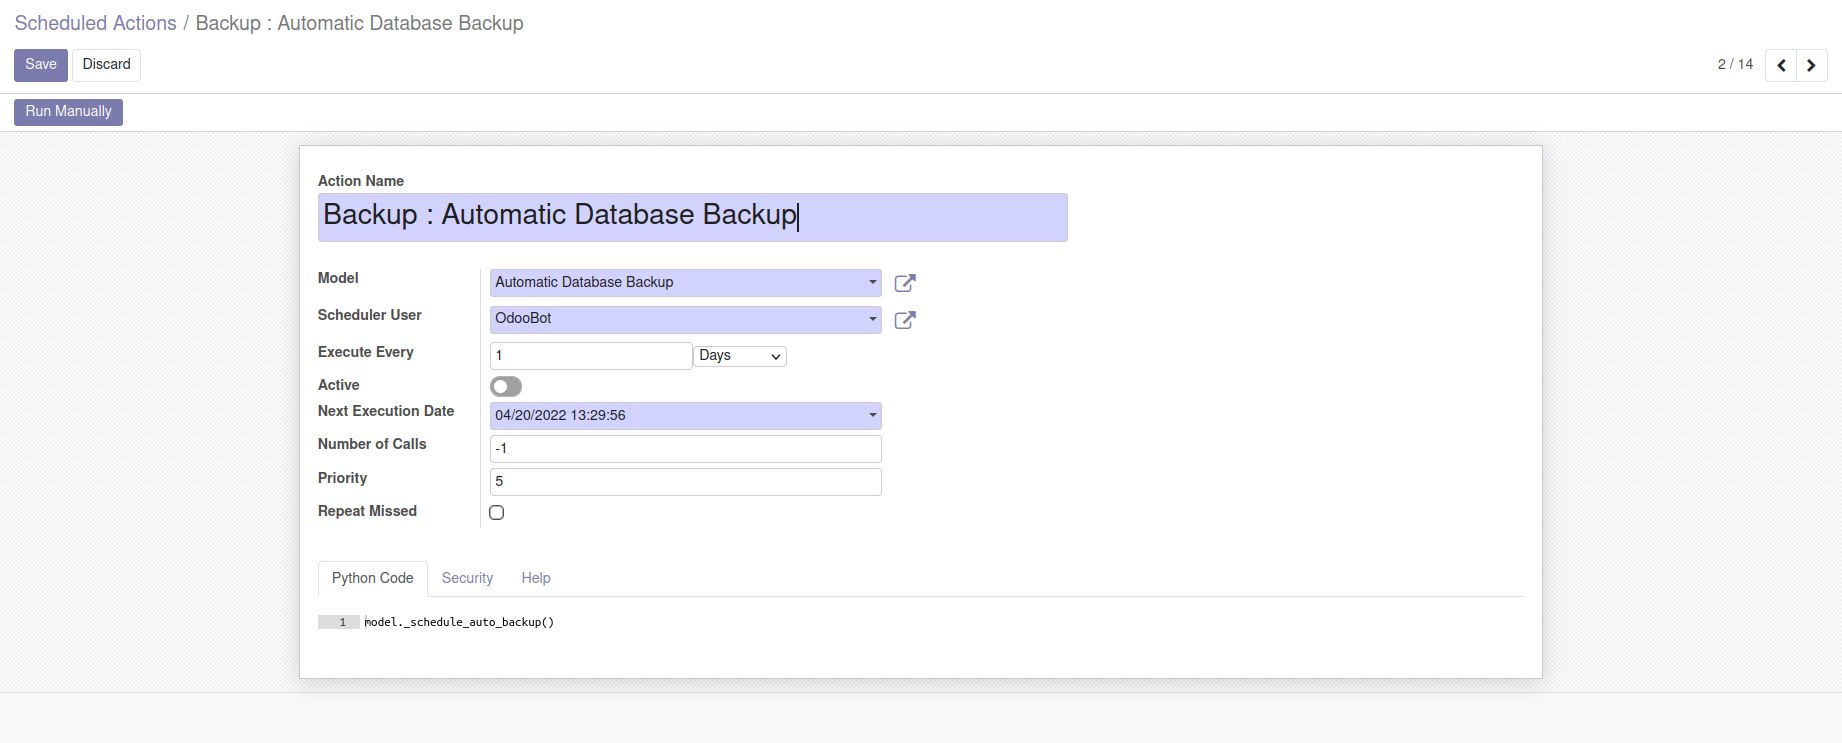 Scheduled Actions / Backup : Automatic Database Backup
Save Discard 2 / 14
Run Manually
Action Name
Backup : Automatic Database Backup
Model Automatic Database Backup
Scheduler User OdooBot
Execute Every 1 Days
Active
Next Execution Date 04/20/2022 13:29:56
Number of Calls -1
Priority 5
Repeat Missed
Python Code Security Help
1 model._schedule_auto_backup()